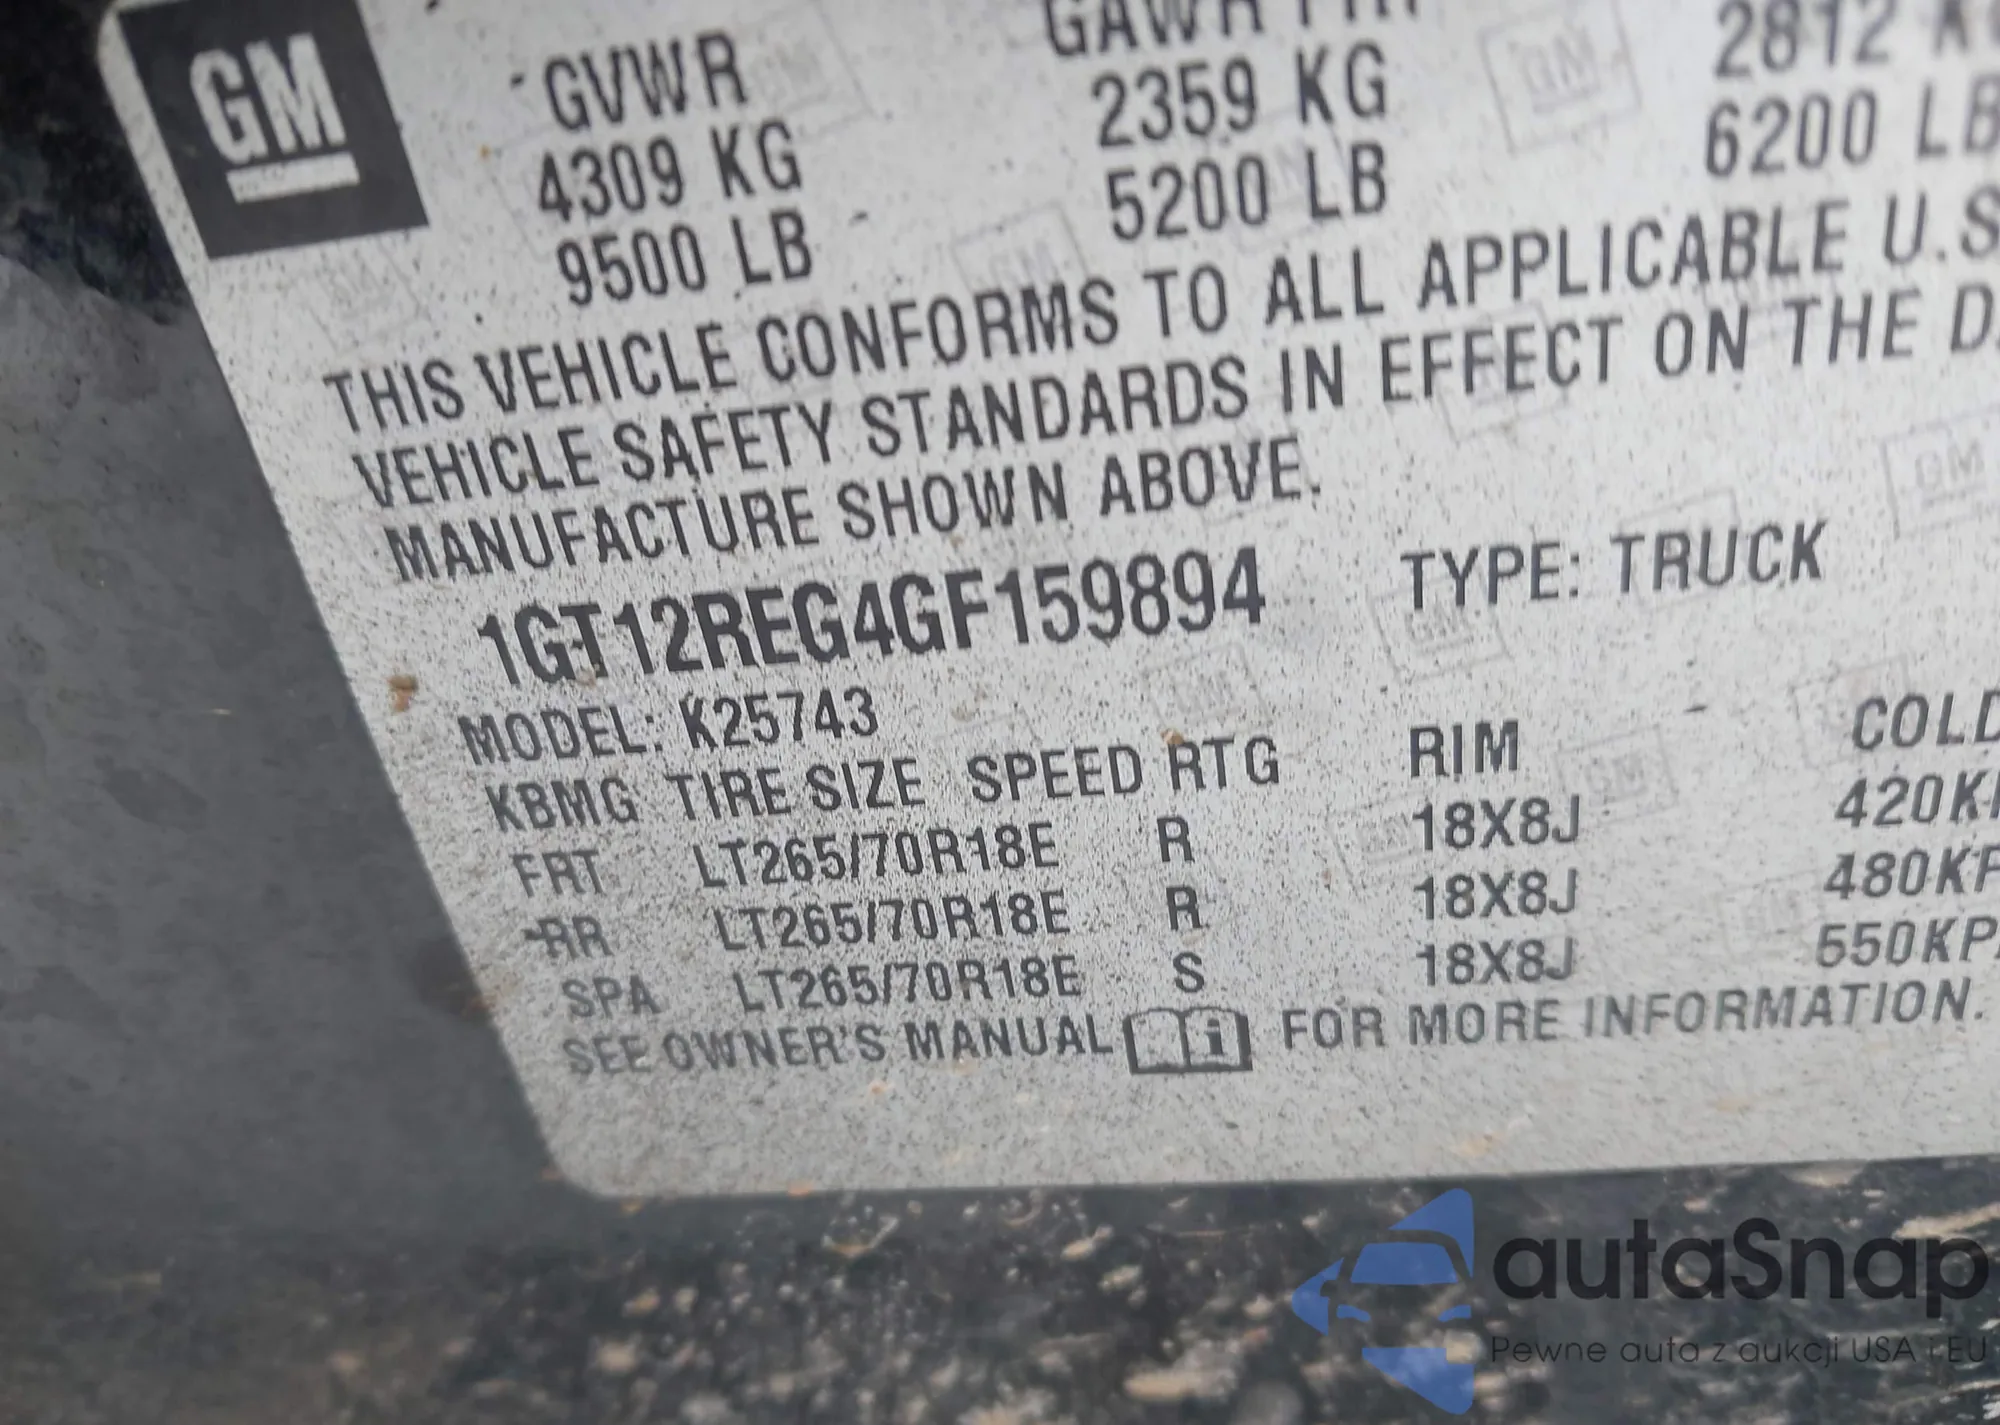 GM
GVWR GAWR FRT
4309 KG 2359 KG 2812 KG
9500 LB 5200 LB 6200 LB
THIS VEHICLE CONFORMS TO ALL APPLICABLE U.S
VEHICLE SAFETY STANDARDS IN EFFECT ON THE
MANUFACTURE SHOWN ABOVE.
1GT12REG4GF159894 TYPE: TRUCK
MODEL: K25743
KBMG TIRE SIZE SPEED RTG RIM COLD
FRT LT265/70R18E R 18X8J 420K
RR LT265/70R18E R 18X8J 480KP
SPA LT265/70R18E S 18X8J 550KP
SEE OWNER'S MANUAL i FOR MORE INFORMATION.
autaSnap
Pewne auta z aukcji USA i EU